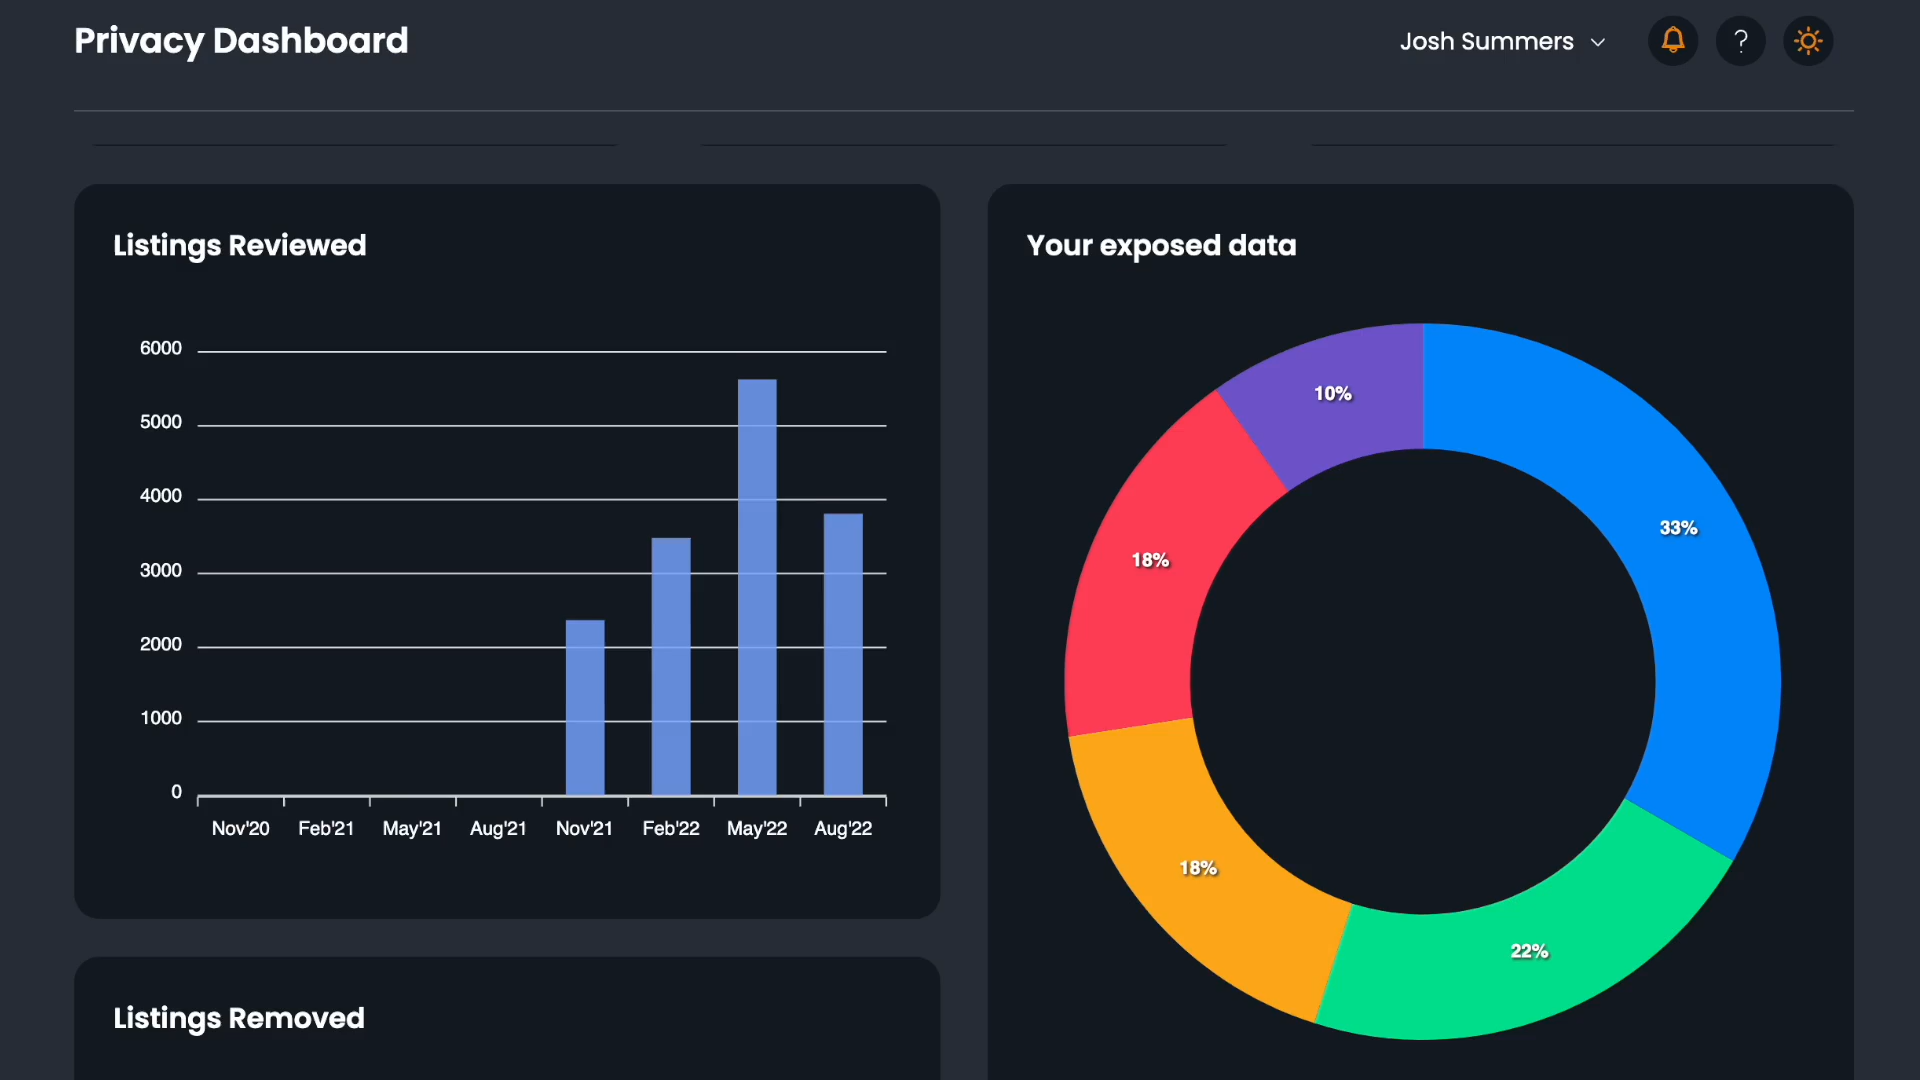 Privacy Dashboard
Josh Summers
?
Listings Reviewed
6000
5000
4000
3000
2000
1000
0
Nov'20 Feb'21 May'21 Aug'21 Nov'21 Feb'22 May'22 Aug'22
Listings Removed
Your exposed data
10%
33%
18%
18%
22%